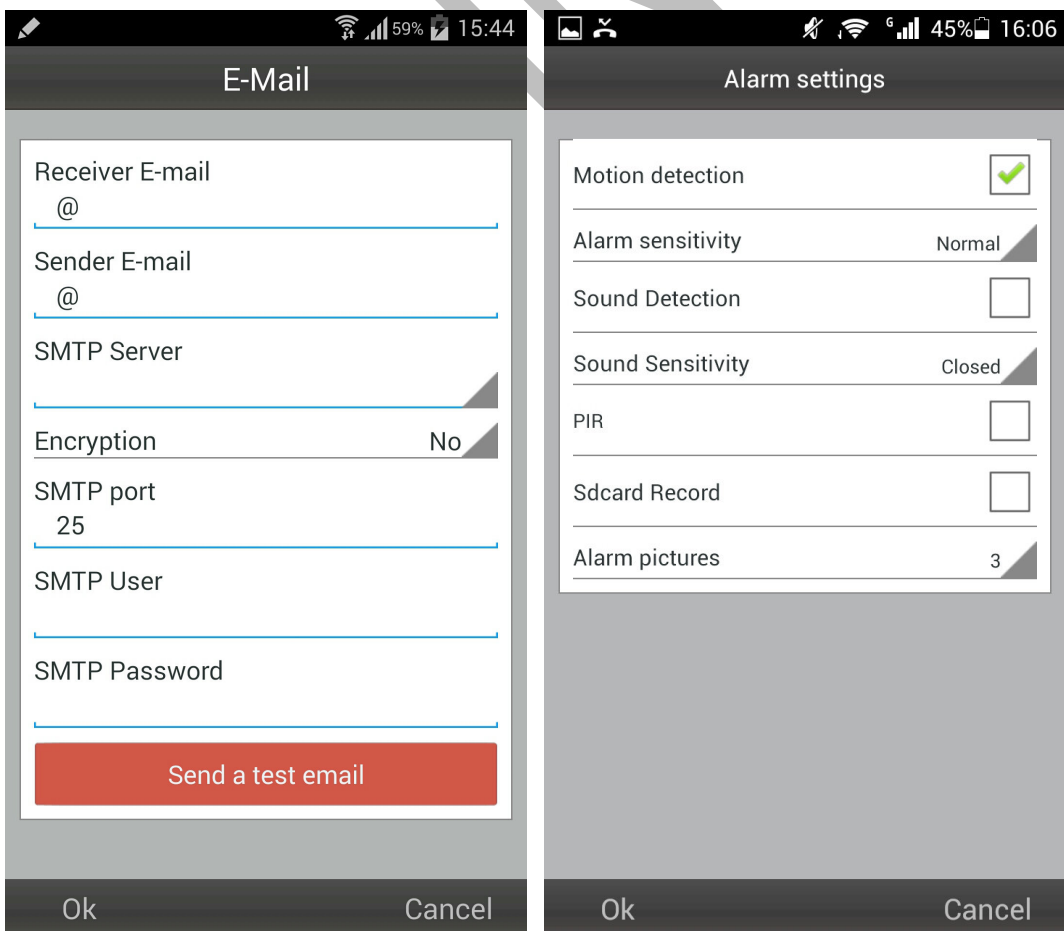 59% 15:44
E-Mail
Receiver E-mail
@
Sender E-mail
@
SMTP Server
Encryption No
SMTP port
25
SMTP User
SMTP Password
Send a test email
Ok Cancel
G 45% 16:06
Alarm settings
Motion detection
Alarm sensitivity Normal
Sound Detection
Sound Sensitivity Closed
PIR
Sdcard Record
Alarm pictures 3
Ok Cancel